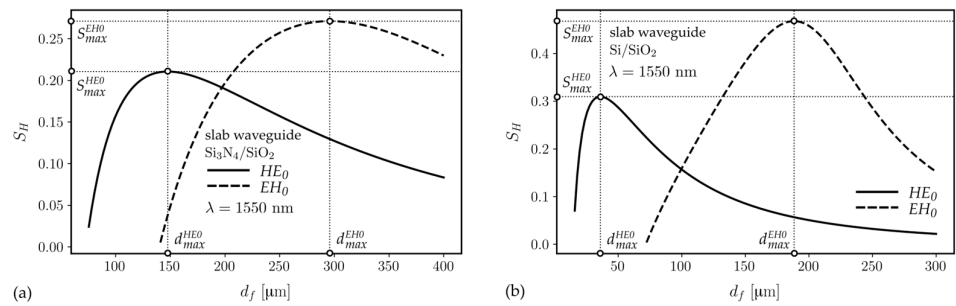 S_max^EH0
S_max^HE0
S_H
0.25
0.20
0.15
0.10
0.05
0.00
slab waveguide
Si₃N₄/SiO₂
HE₀
EH₀
λ = 1550 nm
d_max^HE0
d_max^EH0
100 150 200 250 300 350 400
d_f [μm]
(a)
S_max^EH0
S_max^HE0
S_H
0.4
0.3
0.2
0.1
0.0
slab waveguide
Si/SiO₂
λ = 1550 nm
HE₀
EH₀
d_max^HE0
d_max^EH0
50 100 150 200 250 300
d_f [μm]
(b)